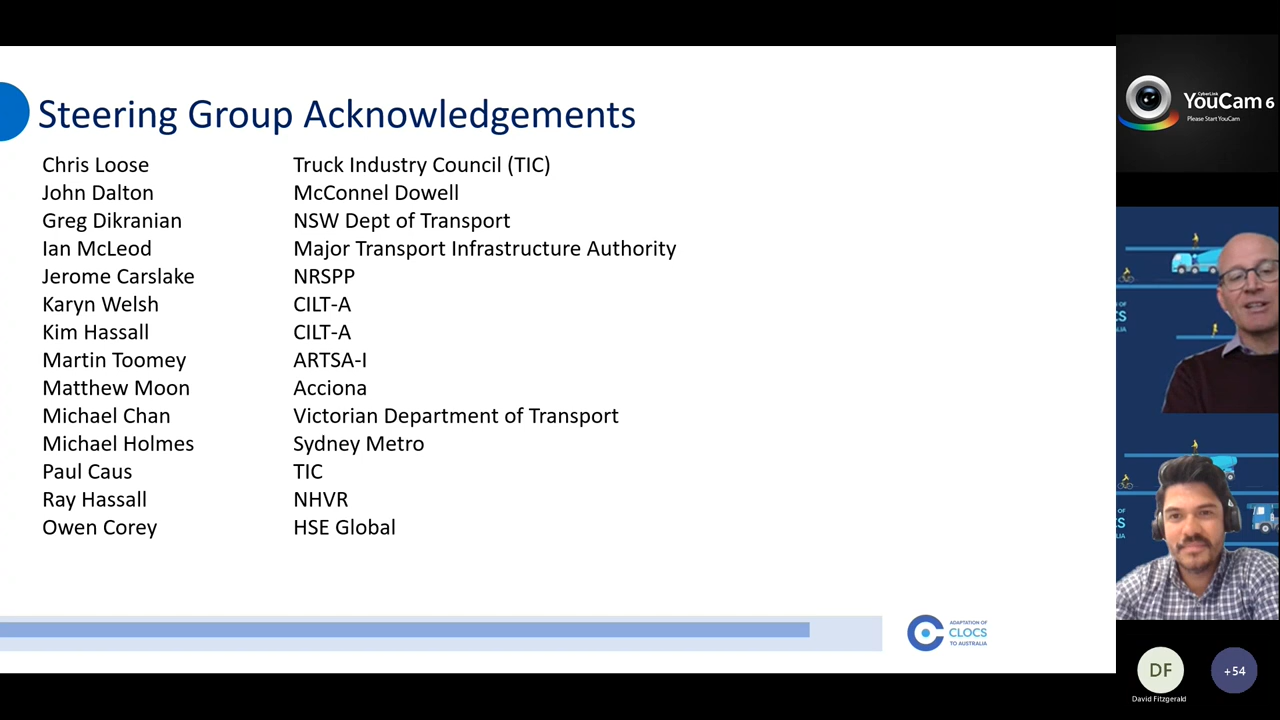 Steering Group Acknowledgements
Chris Loose Truck Industry Council (TIC)
John Dalton McConnel Dowell
Greg Dikranian NSW Dept of Transport
Ian McLeod Major Transport Infrastructure Authority
Jerome Carslake NRSPP
Karyn Welsh CILT-A
Kim Hassall CILT-A
Martin Toomey ARTSA-I
Matthew Moon Acciona
Michael Chan Victorian Department of Transport
Michael Holmes Sydney Metro
Paul Caus TIC
Ray Hassall NHVR
Owen Corey HSE Global
ADAPTATION OF
CLOCS
TO AUSTRALIA
CyberLink
YouCam 6
Please Start YouCam
DF
David Fitzgerald
+54